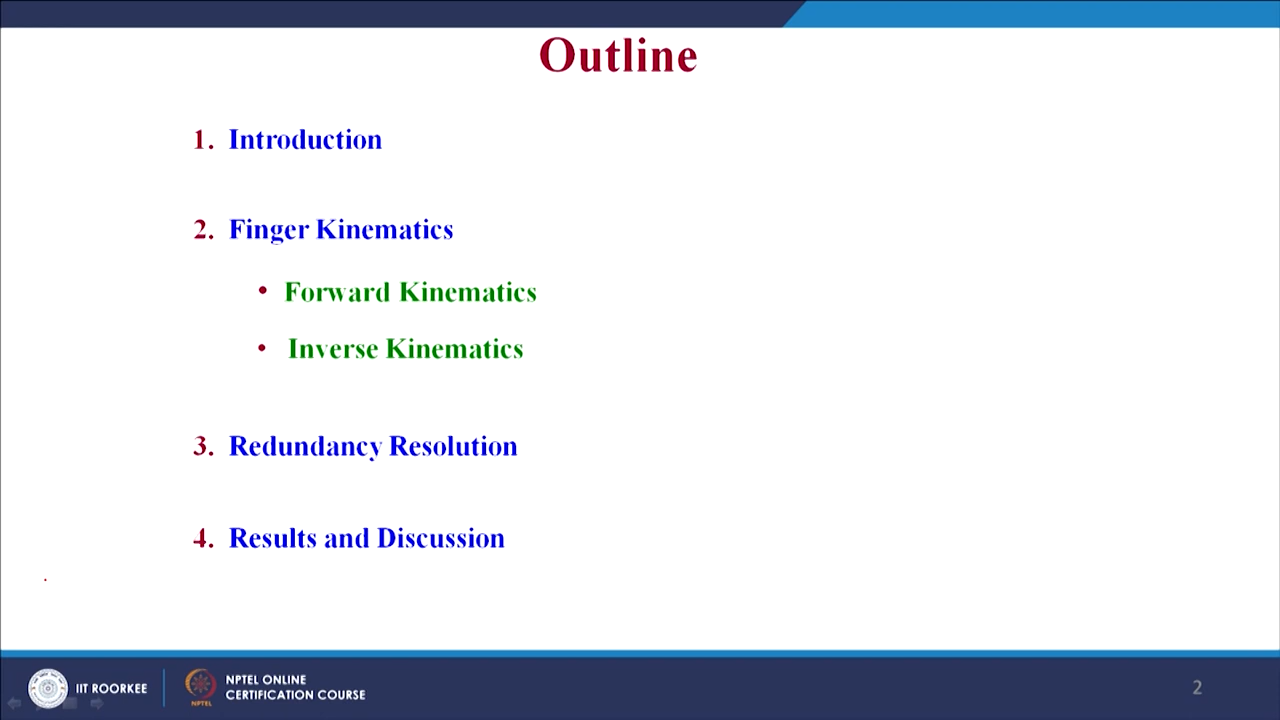 Outline
1. Introduction
2. Finger Kinematics
• Forward Kinematics
• Inverse Kinematics
3. Redundancy Resolution
4. Results and Discussion
IIT ROORKEE
NPTEL
NPTEL ONLINE
CERTIFICATION COURSE
2